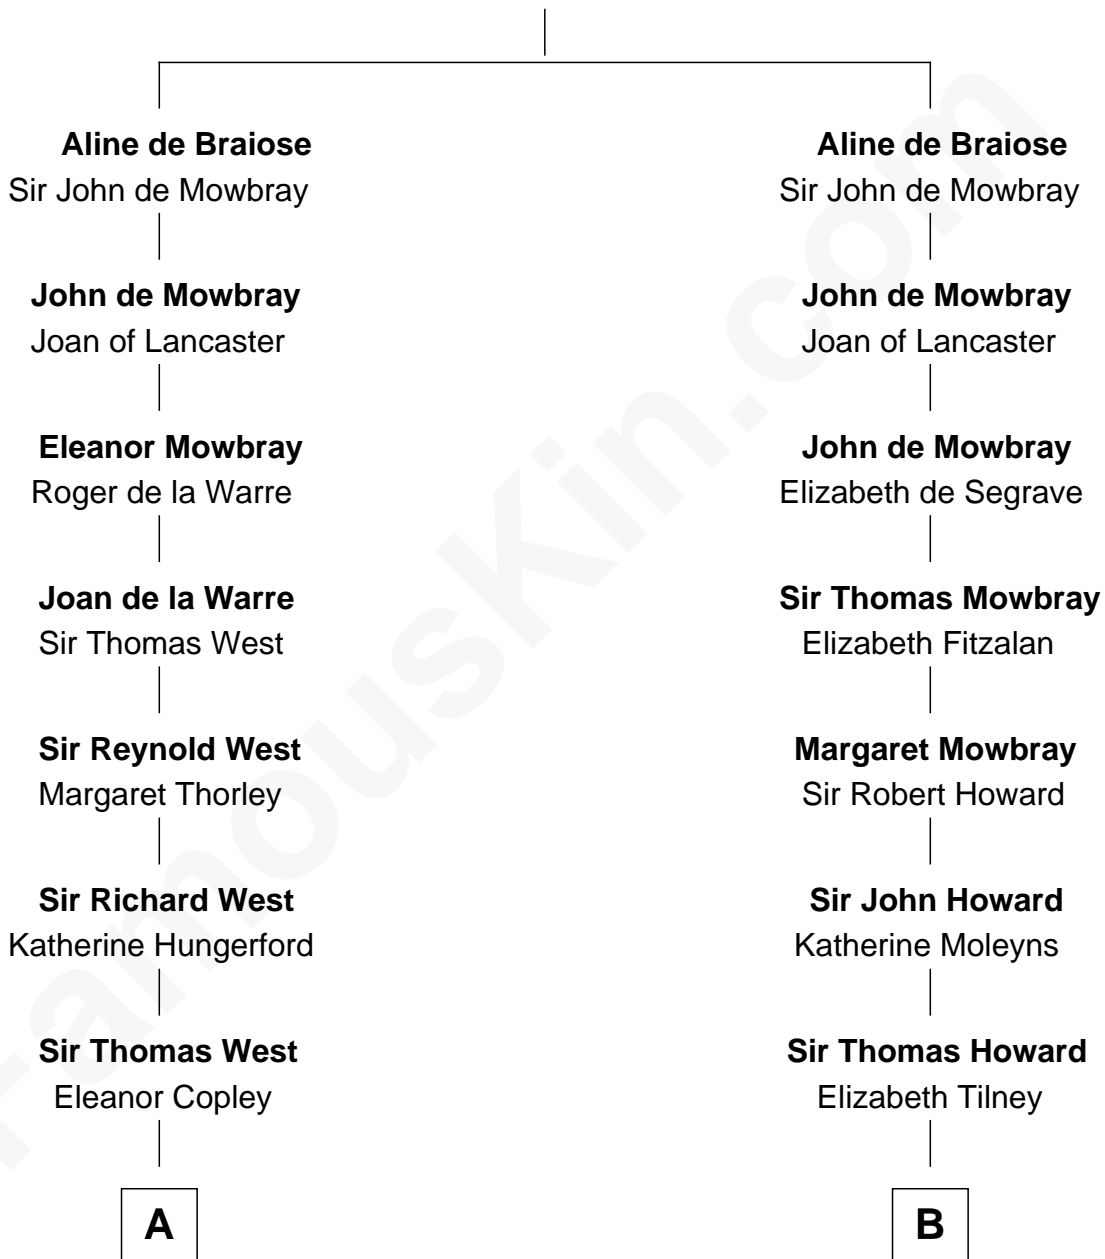 Aline de Braiose
Sir John de Mowbray
John de Mowbray
Joan of Lancaster
Eleanor Mowbray
Roger de la Warre
Joan de la Warre
Sir Thomas West
Sir Reynold West
Margaret Thorley
Sir Richard West
Katherine Hungerford
Sir Thomas West
Eleanor Copley
A
Aline de Braiose
Sir John de Mowbray
John de Mowbray
Joan of Lancaster
John de Mowbray
Elizabeth de Segrave
Sir Thomas Mowbray
Elizabeth Fitzalan
Margaret Mowbray
Sir Robert Howard
Sir John Howard
Katherine Moleyns
Sir Thomas Howard
Elizabeth Tilney
B
FamousKin.com